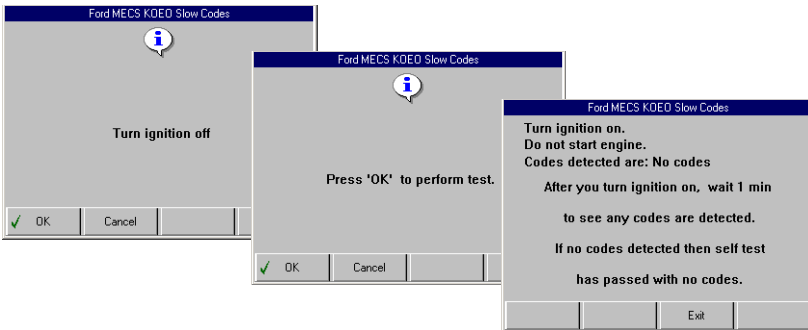 Ford MECS KOEO Slow Codes
Turn ignition off
OK
Cancel
Ford MECS KOEO Slow Codes
Press 'OK' to perform test.
OK
Cancel
Ford MECS KOEO Slow Codes
Turn ignition on.
Do not start engine.
Codes detected are: No codes
After you turn ignition on, wait 1 min
to see any codes are detected.
If no codes detected then self test
has passed with no codes.
Exit